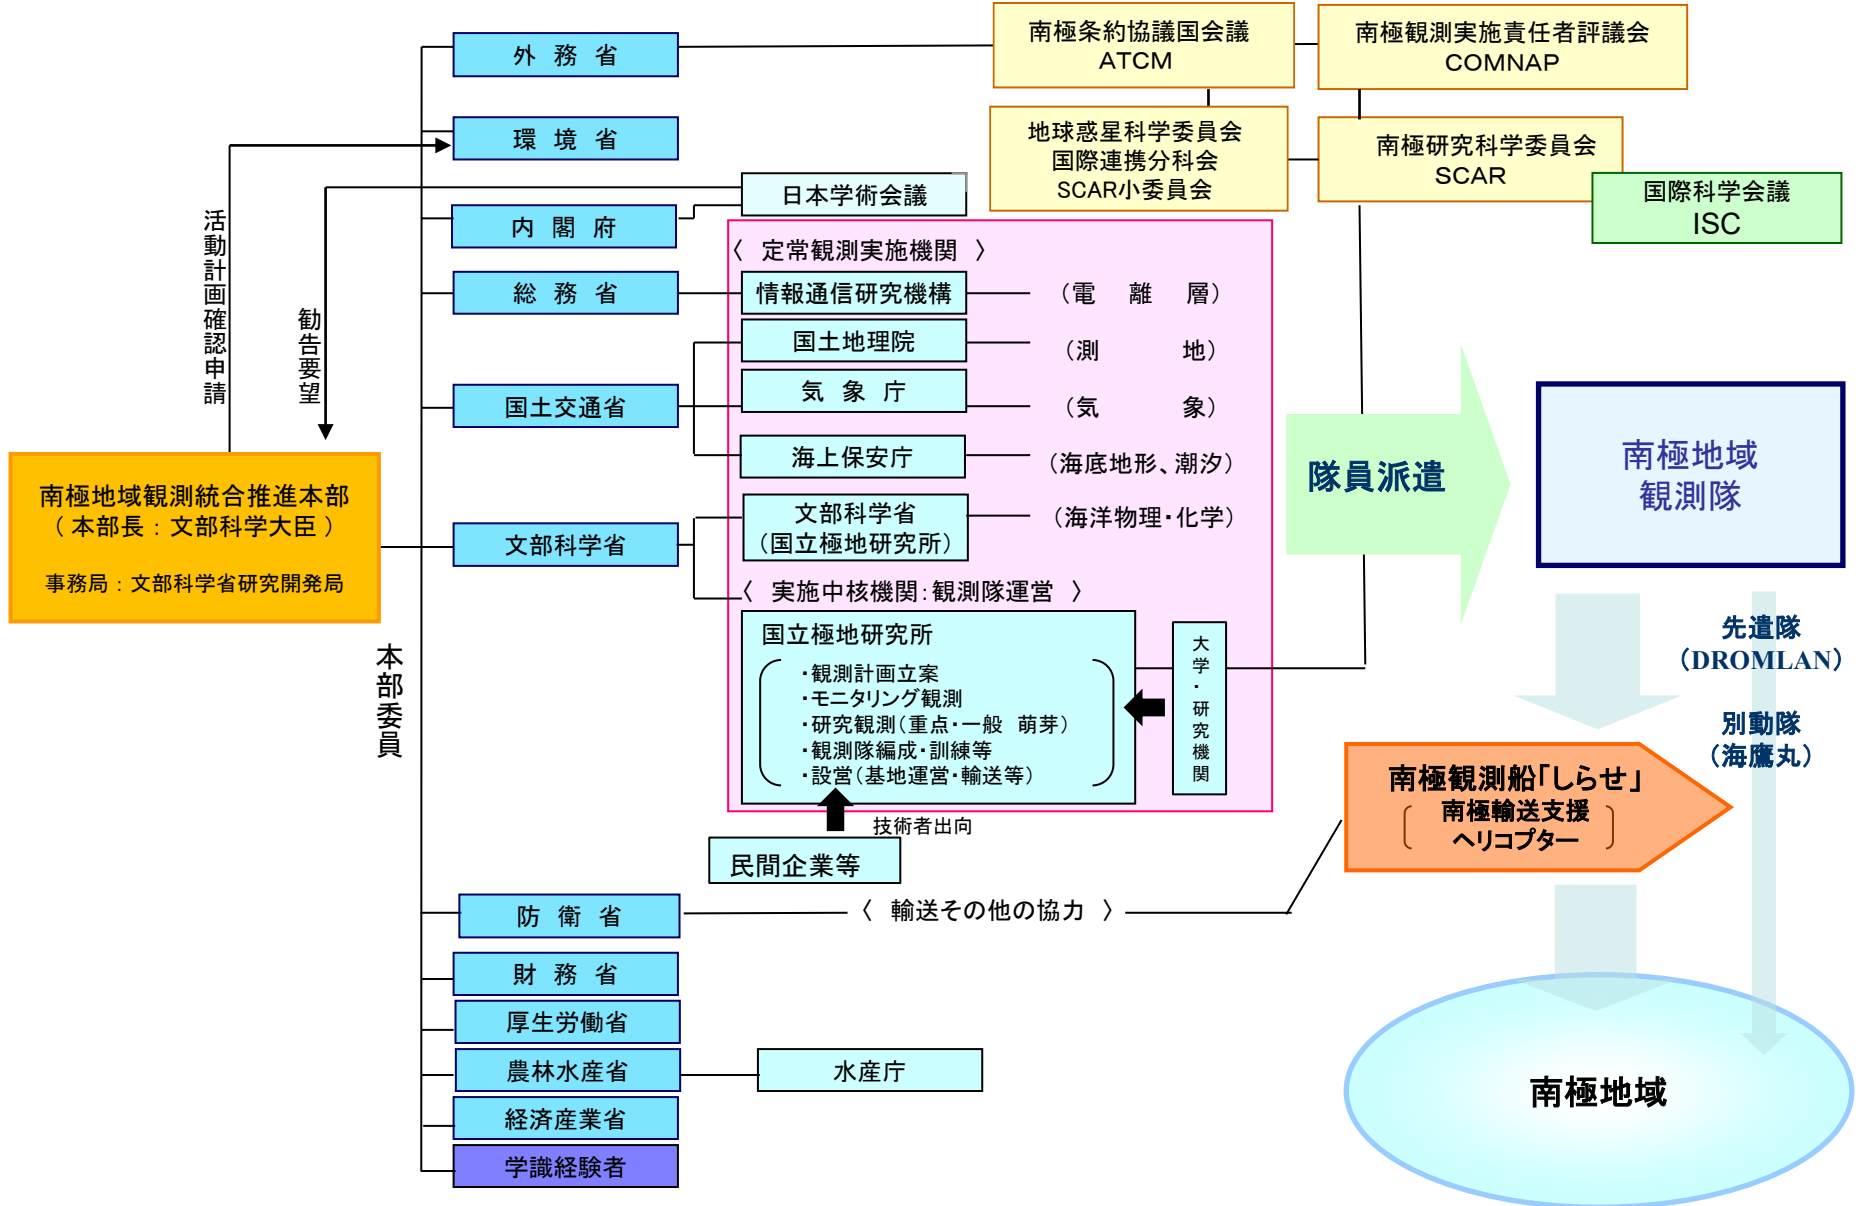 外 務 省
環 境 省
内 閣 府
総 務 省
国土交通省
文部科学省
防 衛 省
財 務 省
厚生労働省
農林水産省
経済産業省
学識経験者
南極条約協議国会議
ATCM
南極観測実施責任者評議会
COMNAP
地球惑星科学委員会
国際連携分科会
SCAR小委員会
南極研究科学委員会
SCAR
国際科学会議
ISC
日本学術会議
活動計画確認申請
勧告要望
南極地域観測統合推進本部
（ 本部長 : 文部科学大臣 ）
事務局 : 文部科学省研究開発局
本部委員
〈 定常観測実施機関 〉
情報通信研究機構
（電 離 層）
国土地理院
（測 地）
気 象 庁
（気 象）
海上保安庁
（海底地形、潮汐）
文部科学省
（国立極地研究所）
（海洋物理・化学）
〈 実施中核機関：観測隊運営 〉
国立極地研究所
・観測計画立案
・モニタリング観測
・研究観測（重点・一般 萌芽）
・観測隊編成・訓練等
・設営（基地運営・輸送等）
大学・研究機関
技術者出向
民間企業等
〈 輸送その他の協力 〉
水産庁
隊員派遣
南極地域
観測隊
先遣隊
（DROMLAN）
別動隊
（海鷹丸）
南極観測船「しらせ」
南極輸送支援
ヘリコプター
南極地域